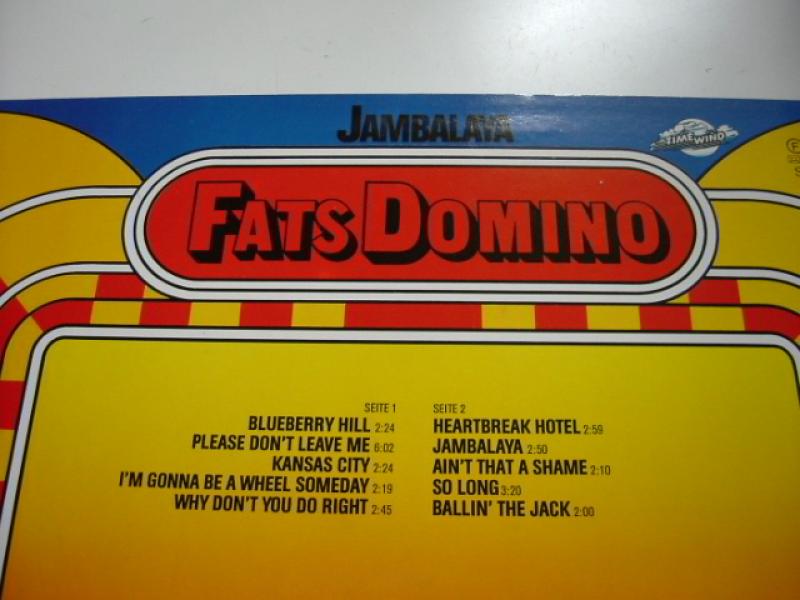 JAMBALAYA
TIMEWIND
FATS DOMINO
SEITE 1
BLUEBERRY HILL 2:24
PLEASE DON'T LEAVE ME 6:02
KANSAS CITY 2:24
I'M GONNA BE A WHEEL SOMEDAY 2:19
WHY DON'T YOU DO RIGHT 2:45
SEITE 2
HEARTBREAK HOTEL 2:59
JAMBALAYA 2:50
AIN'T THAT A SHAME 2:10
SO LONG 3:20
BALLIN' THE JACK 2:00